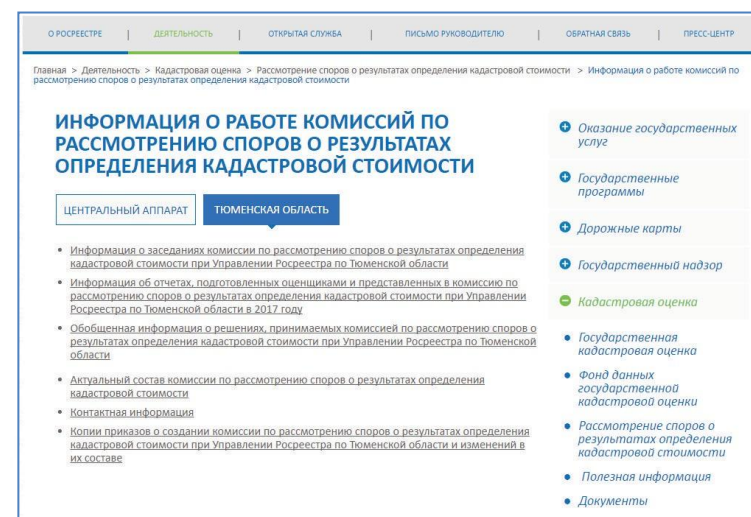 О РОСРЕЕСТРЕ | ДЕЯТЕЛЬНОСТЬ | ОТКРЫТАЯ СЛУЖБА | ПИСЬМО РУКОВОДИТЕЛЮ | ОБРАТНАЯ СВЯЗЬ | ПРЕСС-ЦЕНТР
Главная > Деятельность > Кадастровая оценка > Рассмотрение споров о результатах определения кадастровой стоимости > Информация о работе комиссий по
рассмотрению споров о результатах определения кадастровой стоимости
ИНФОРМАЦИЯ О РАБОТЕ КОМИССИЙ ПО
РАССМОТРЕНИЮ СПОРОВ О РЕЗУЛЬТАТАХ
ОПРЕДЕЛЕНИЯ КАДАСТРОВОЙ СТОИМОСТИ
ЦЕНТРАЛЬНЫЙ АППАРАТ
ТЮМЕНСКАЯ ОБЛАСТЬ
• Информация о заседаниях комиссии по рассмотрению споров о результатах определения
кадастровой стоимости при Управлении Росреестра по Тюменской области
• Информация об отчетах, подготовленных оценщиками и представленных в комиссию по
рассмотрению споров о результатах определения кадастровой стоимости при Управлении
Росреестра по Тюменской области в 2017 году
• Обобщенная информация о решениях, принимаемых комиссией по рассмотрению споров о
результатах определения кадастровой стоимости при Управлении Росреестра по Тюменской
области
• Актуальный состав комиссии по рассмотрению споров о результатах определения
кадастровой стоимости
• Контактная информация
• Копии приказов о создании комиссии по рассмотрению споров о результатах определения
кадастровой стоимости при Управлении Росреестра по Тюменской области и изменений в
их составе
Оказание государственных
услуг
Государственные
программы
Дорожные карты
Государственный надзор
Кадастровая оценка
• Государственная
кадастровая оценка
• Фонд данных
государственной
кадастровой оценки
• Рассмотрение споров о
результатах определения
кадастровой стоимости
• Полезная информация
• Документы